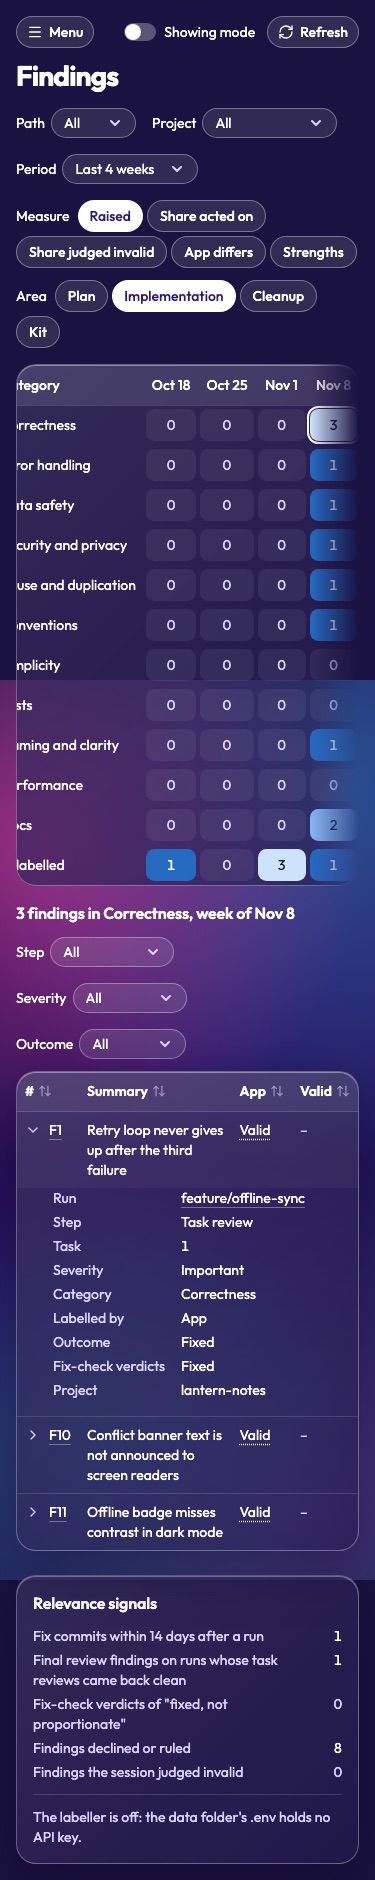 Menu Showing mode Refresh
Findings
Path All Project All
Period Last 4 weeks
Measure Raised Share acted on
Share judged invalid App differs Strengths
Area Plan Implementation Cleanup
Kit
tegory Oct 18 Oct 25 Nov 1 Nov 8
orrectness 0 0 0 3
ror handling 0 0 0 1
ata safety 0 0 0 1
curity and privacy 0 0 0 1
use and duplication 0 0 0 1
onventions 0 0 0 1
mplicity 0 0 0 0
sts 0 0 0 0
aming and clarity 0 0 0 1
rformance 0 0 0 0
ocs 0 0 0 2
labelled 1 0 3 1
3 findings in Correctness, week of Nov 8
Step All
Severity All
Outcome All
# Summary App Valid
F1 Retry loop never gives Valid –
up after the third
failure
Run feature/offline-sync
Step Task review
Task 1
Severity Important
Category Correctness
Labelled by App
Outcome Fixed
Fix-check verdicts Fixed
Project lantern-notes
F10 Conflict banner text is Valid –
not announced to
screen readers
F11 Offline badge misses Valid –
contrast in dark mode
Relevance signals
Fix commits within 14 days after a run 1
Final review findings on runs whose task 1
reviews came back clean
Fix-check verdicts of "fixed, not 0
proportionate"
Findings declined or ruled 8
Findings the session judged invalid 0
The labeller is off: the data folder's .env holds no
API key.